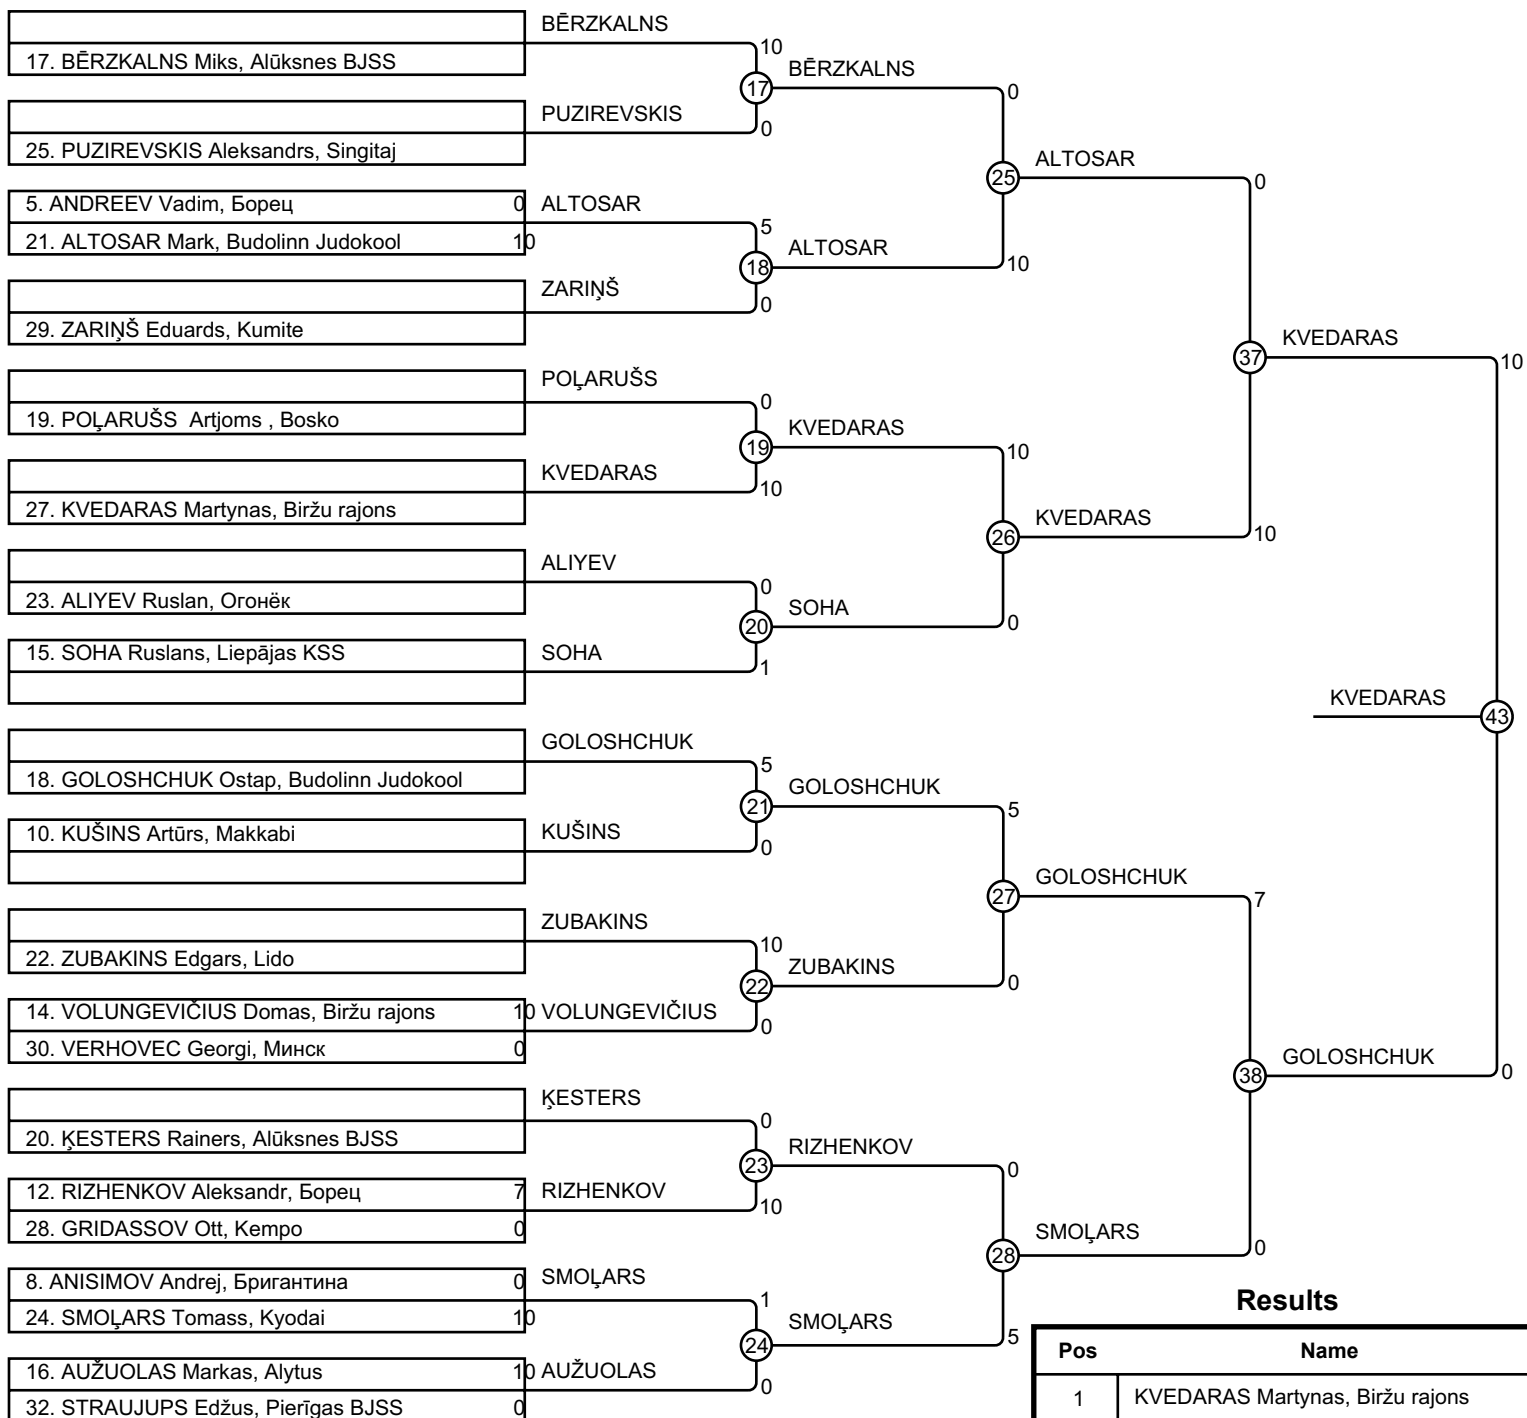 BĒRZKALNS
17. BĒRZKALNS Miks, Alūksnes BJSS
10
17
BĒRZKALNS
0
PUZIREVSKIS
0
25. PUZIREVSKIS Aleksandrs, Singitaj
25
ALTOSAR
0
5. ANDREEV Vadim, Борец 0
ALTOSAR
21. ALTOSAR Mark, Budolinn Judokool 10
5
18
ALTOSAR
10
ZARIŅŠ
0
29. ZARIŅŠ Eduards, Kumite
37
KVEDARAS
10
POĻARUŠS
19. POĻARUŠS Artjoms , Bosko
0
19
KVEDARAS
10
KVEDARAS
10
27. KVEDARAS Martynas, Biržu rajons
26
KVEDARAS
10
ALIYEV
23. ALIYEV Ruslan, Огонёк
0
20
SOHA
0
15. SOHA Ruslans, Liepājas KSS
SOHA
1
KVEDARAS
43
GOLOSHCHUK
18. GOLOSHCHUK Ostap, Budolinn Judokool
5
21
GOLOSHCHUK
5
10. KUŠINS Artūrs, Makkabi
KUŠINS
0
27
GOLOSHCHUK
7
ZUBAKINS
22. ZUBAKINS Edgars, Lido
10
22
ZUBAKINS
0
14. VOLUNGEVIČIUS Domas, Biržu rajons 10
VOLUNGEVIČIUS
0
30. VERHOVEC Georgi, Минск 0
38
GOLOSHCHUK
0
ĶESTERS
20. ĶESTERS Rainers, Alūksnes BJSS
0
23
RIZHENKOV
0
12. RIZHENKOV Aleksandr, Борец 7
RIZHENKOV
10
28. GRIDASSOV Ott, Kempo 0
28
SMOĻARS
0
8. ANISIMOV Andrej, Бригантина 0
SMOĻARS
24. SMOĻARS Tomass, Kyodai 10
1
24
SMOĻARS
5
16. AUŽUOLAS Markas, Alytus 10
AUŽUOLAS
0
32. STRAUJUPS Edžus, Pierīgas BJSS 0
Results
Pos Name
1 KVEDARAS Martynas, Biržu rajons